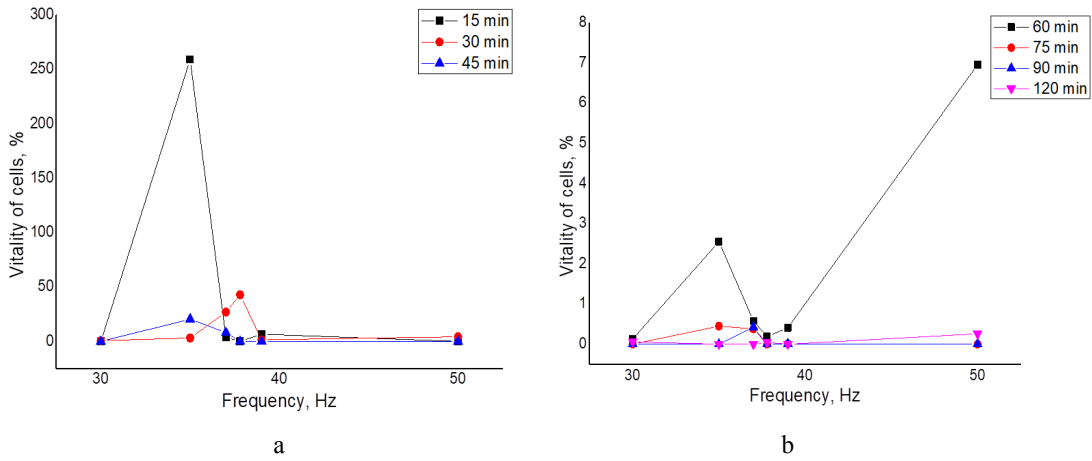 300
250
200
150
100
50
0
Vitality of cells, %
30
40
50
Frequency, Hz
15 min
30 min
45 min
a
8
7
6
5
4
3
2
1
0
Vitality of cells, %
30
40
50
Frequency, Hz
60 min
75 min
90 min
120 min
b